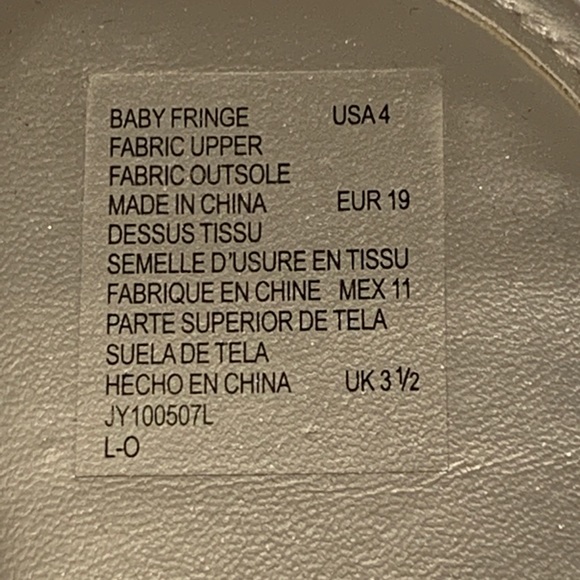 BABY FRINGE USA 4
FABRIC UPPER
FABRIC OUTSOLE
MADE IN CHINA EUR 19
DESSUS TISSU
SEMELLE D'USURE EN TISSU
FABRIQUE EN CHINE MEX 11
PARTE SUPERIOR DE TELA
SUELA DE TELA
HECHO EN CHINA UK 3 1/2
JY100507L
L-O